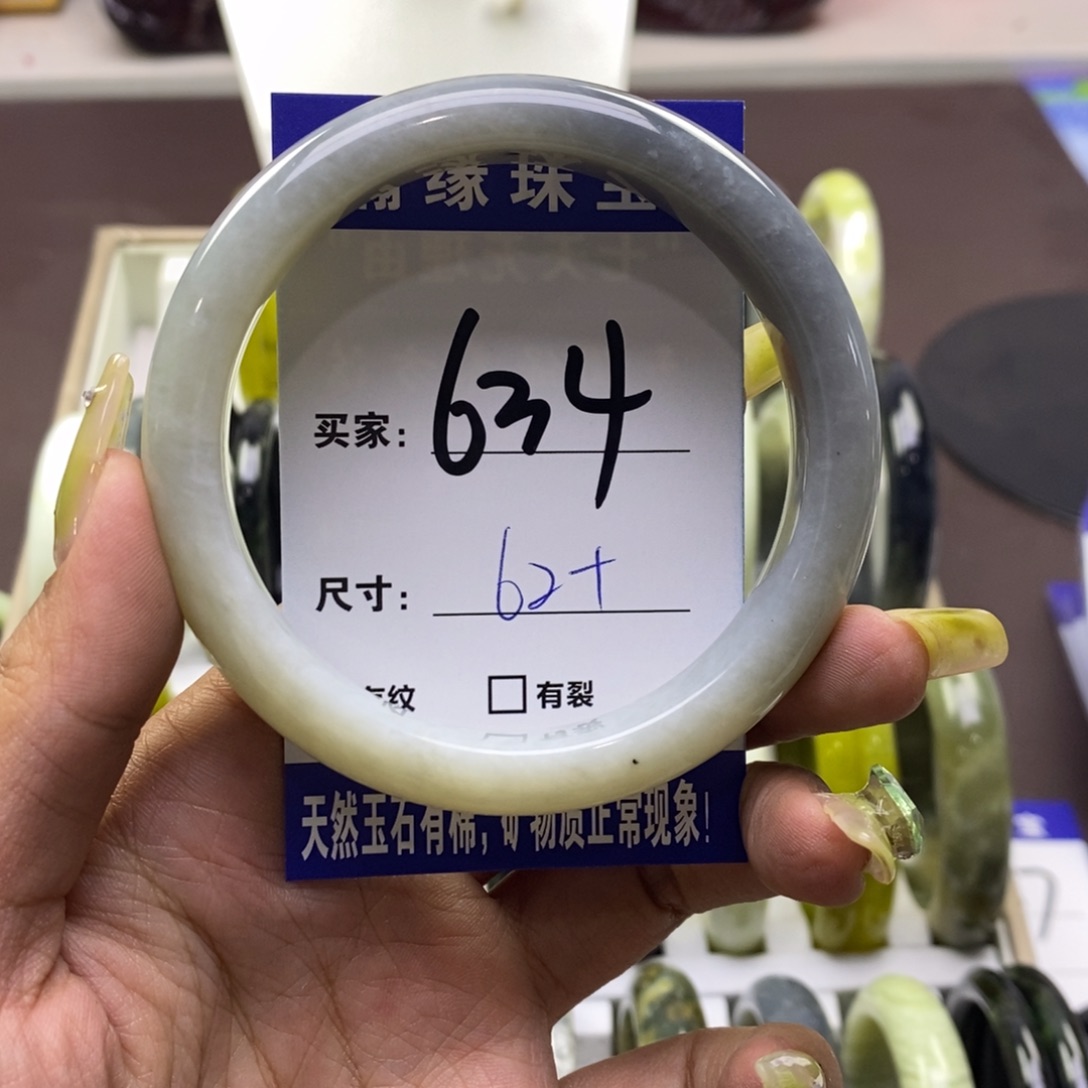 缘珠宝
买家：634
尺寸：62+
纹 □有裂
天然玉石有棉，矿物质正常现象！